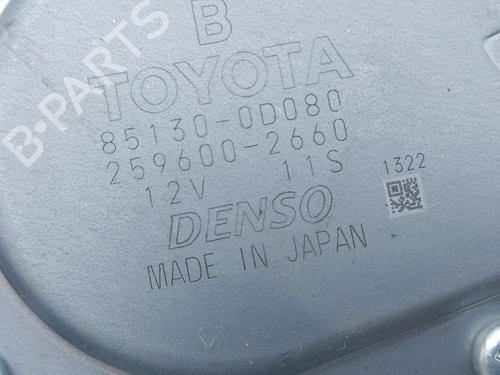 B
TOYOTA
85130-0D080
259600-2660
12V 11S 1322
DENSO
MADE IN JAPAN
B-PARTS